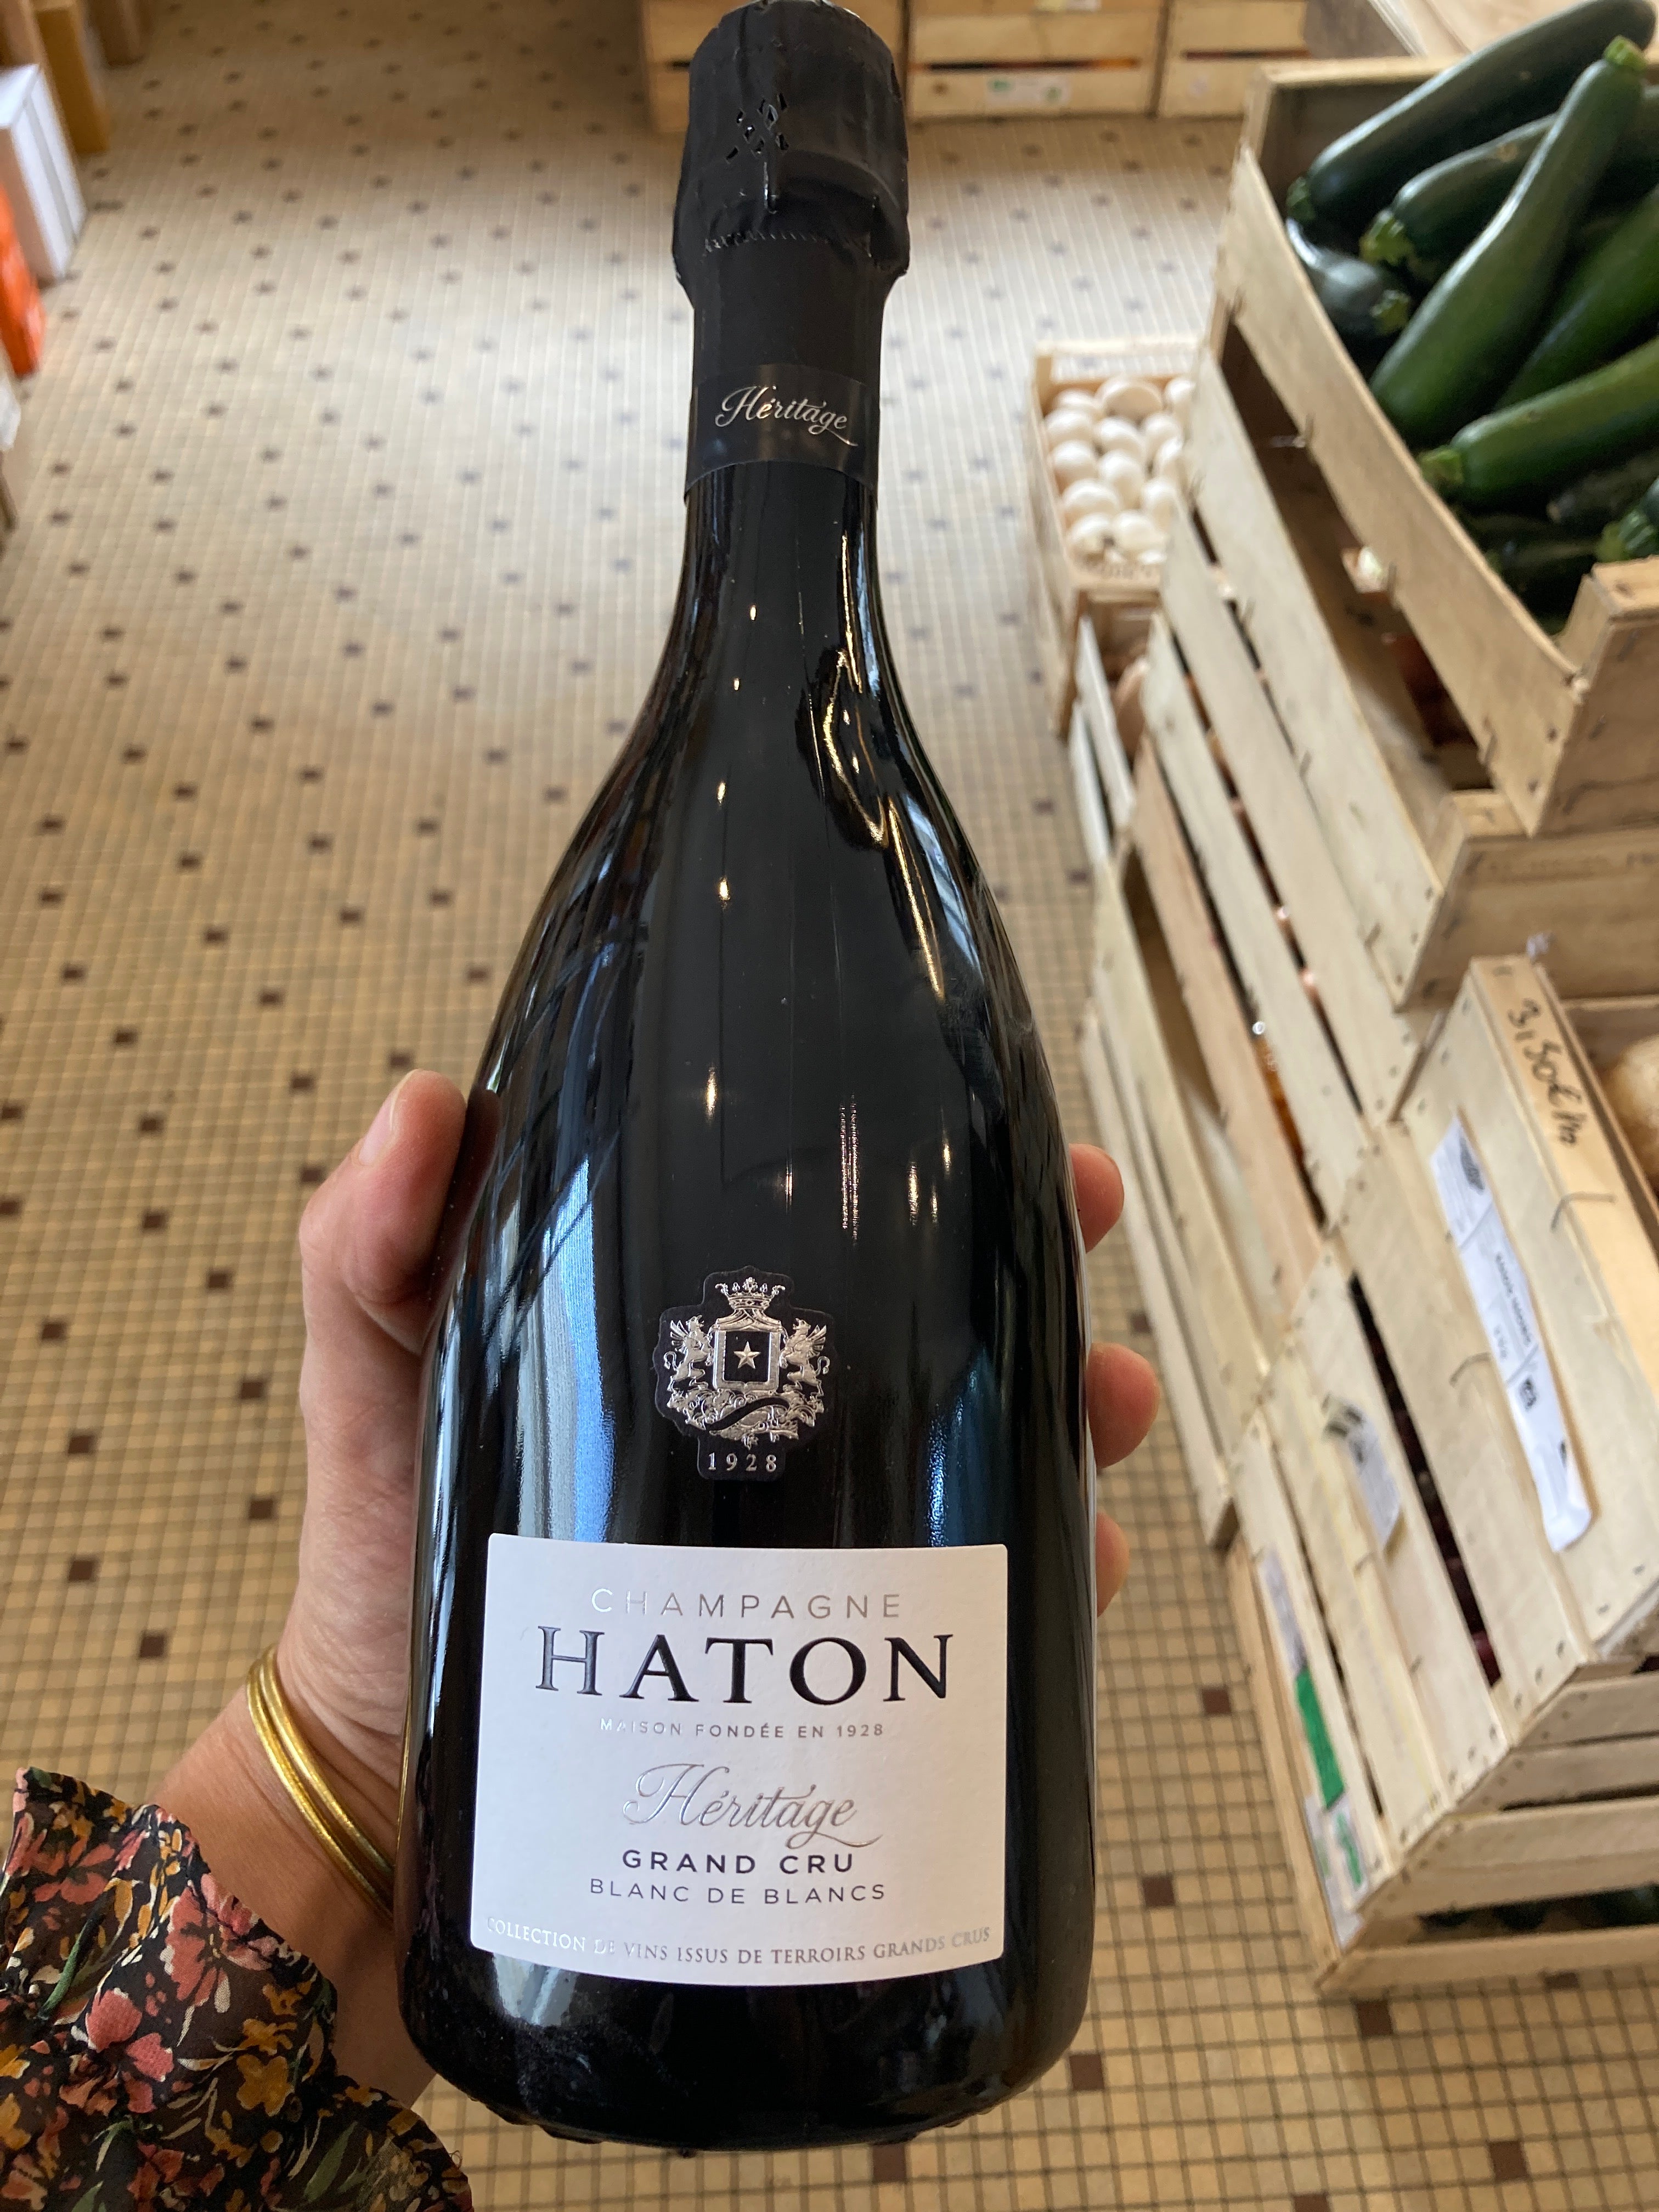 Héritage
1928
CHAMPAGNE
HATON
MAISON FONDÉE EN 1928
Héritage
GRAND CRU
BLANC DE BLANCS
COLLECTION DE VINS ISSUS DE TERROIRS GRANDS CRUS